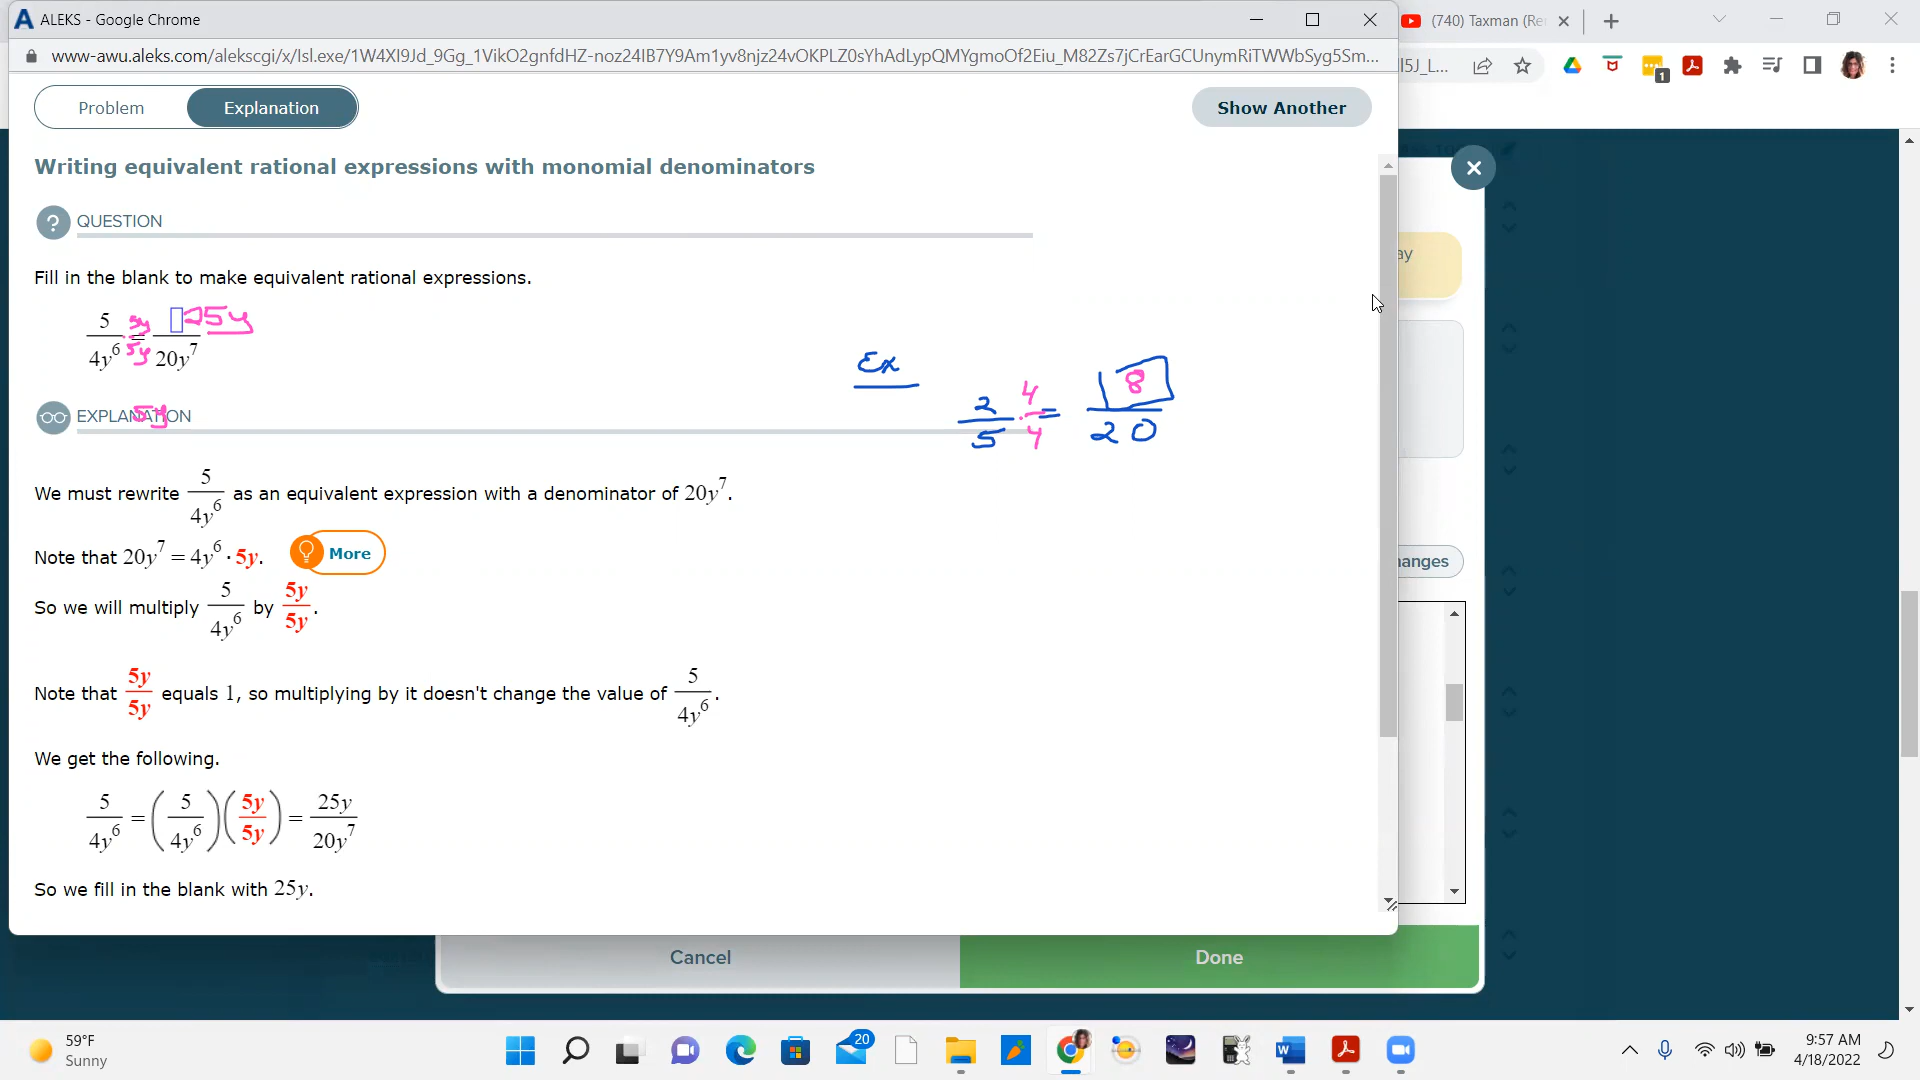 ALEKS - Google Chrome
(740) Taxman (Re
www-awu.aleks.com/alekscgi/x/Isl.exe/1W4XI9Jd_9Gg_1VikO2gnfdHZ-noz24IB7Y9Am1yv8njz24vOKPLZ0sYhAdLypQMYgmoOf2Eiu_M82Zs7jCrEarGCUnymRiTWWbSyg5Sm...
I5J_L...
1
Problem
Explanation
Show Another
Writing equivalent rational expressions with monomial denominators
? QUESTION
ay
Fill in the blank to make equivalent rational expressions.
5/4y^6 · 5y/5y = □/20y^7 25y
Ex
2/5 · 4/4 = 8/20
5y
EXPLANATION
We must rewrite 5/4y^6 as an equivalent expression with a denominator of 20y^7.
Note that 20y^7 = 4y^6 · 5y. More
anges
So we will multiply 5/4y^6 by 5y/5y.
Note that 5y/5y equals 1, so multiplying by it doesn't change the value of 5/4y^6.
We get the following.
5/4y^6 = (5/4y^6)(5y/5y) = 25y/20y^7
So we fill in the blank with 25y.
Cancel
Done
59°F
Sunny
20
9:57 AM
4/18/2022